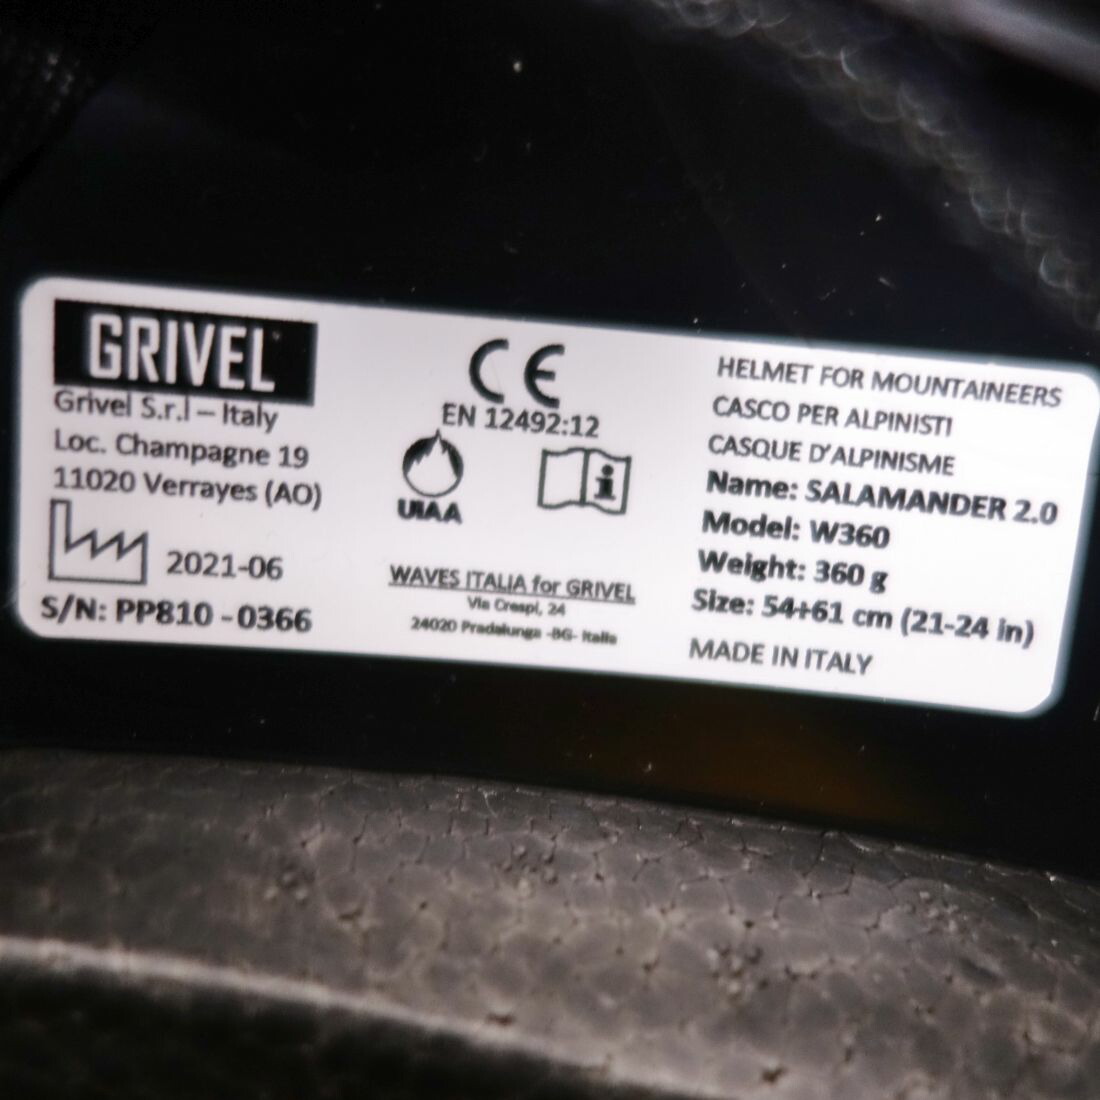 GRIVEL
Grivel S.r.l – Italy
Loc. Champagne 19
11020 Verrayes (AO)
2021-06
S/N: PP810 - 0366
CE
EN 12492:12
UIAA
i
WAVES ITALIA for GRIVEL
Via Crespi, 24
24020 Pradalunga -BG- Italia
HELMET FOR MOUNTAINEERS
CASCO PER ALPINISTI
CASQUE D'ALPINISME
Name: SALAMANDER 2.0
Model: W360
Weight: 360 g
Size: 54÷61 cm (21-24 in)
MADE IN ITALY